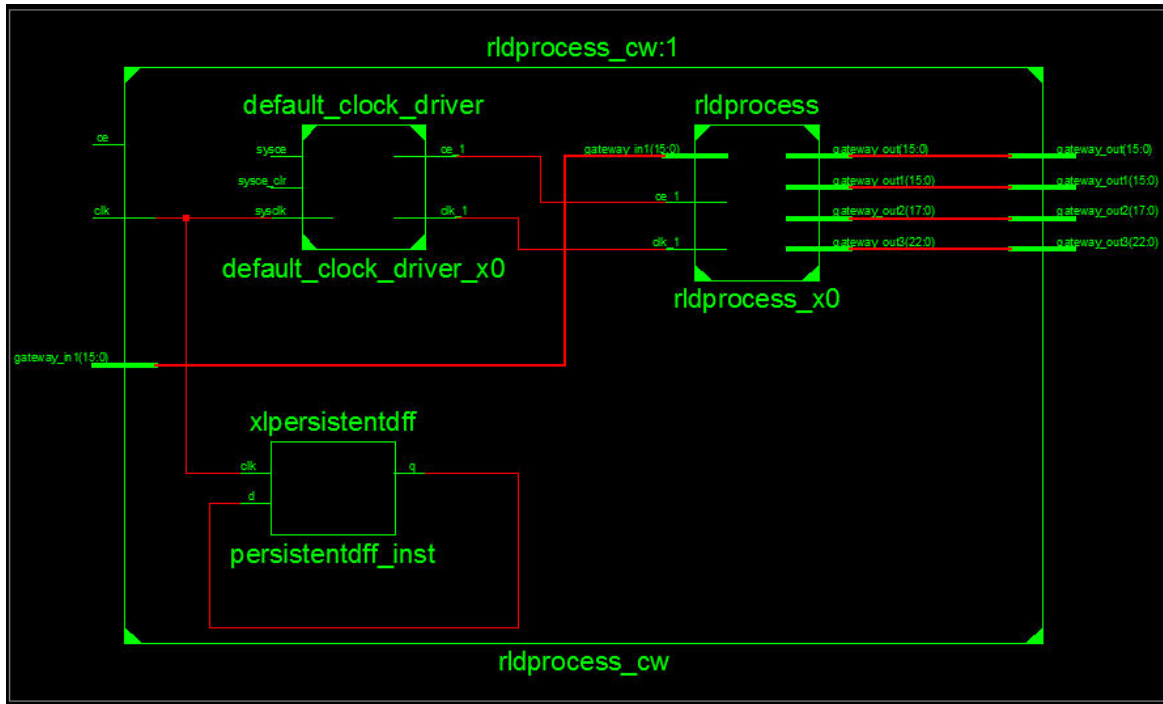 rldprocess_cw:1
default_clock_driver
rldprocess
ce
sysce
ce_1
gateway_in1(15:0)
gateway_out(15:0)
gateway_out(15:0)
sysce_clr
gateway_out1(15:0)
gateway_out1(15:0)
ce_1
clk
sysclk
clk_1
gateway_out2(17:0)
gateway_out2(17:0)
clk_1
gateway_out3(22:0)
gateway_out3(22:0)
default_clock_driver_x0
rldprocess_x0
gateway_in1(15:0)
xlpersistentdff
clk
q
d
persistentdff_inst
rldprocess_cw